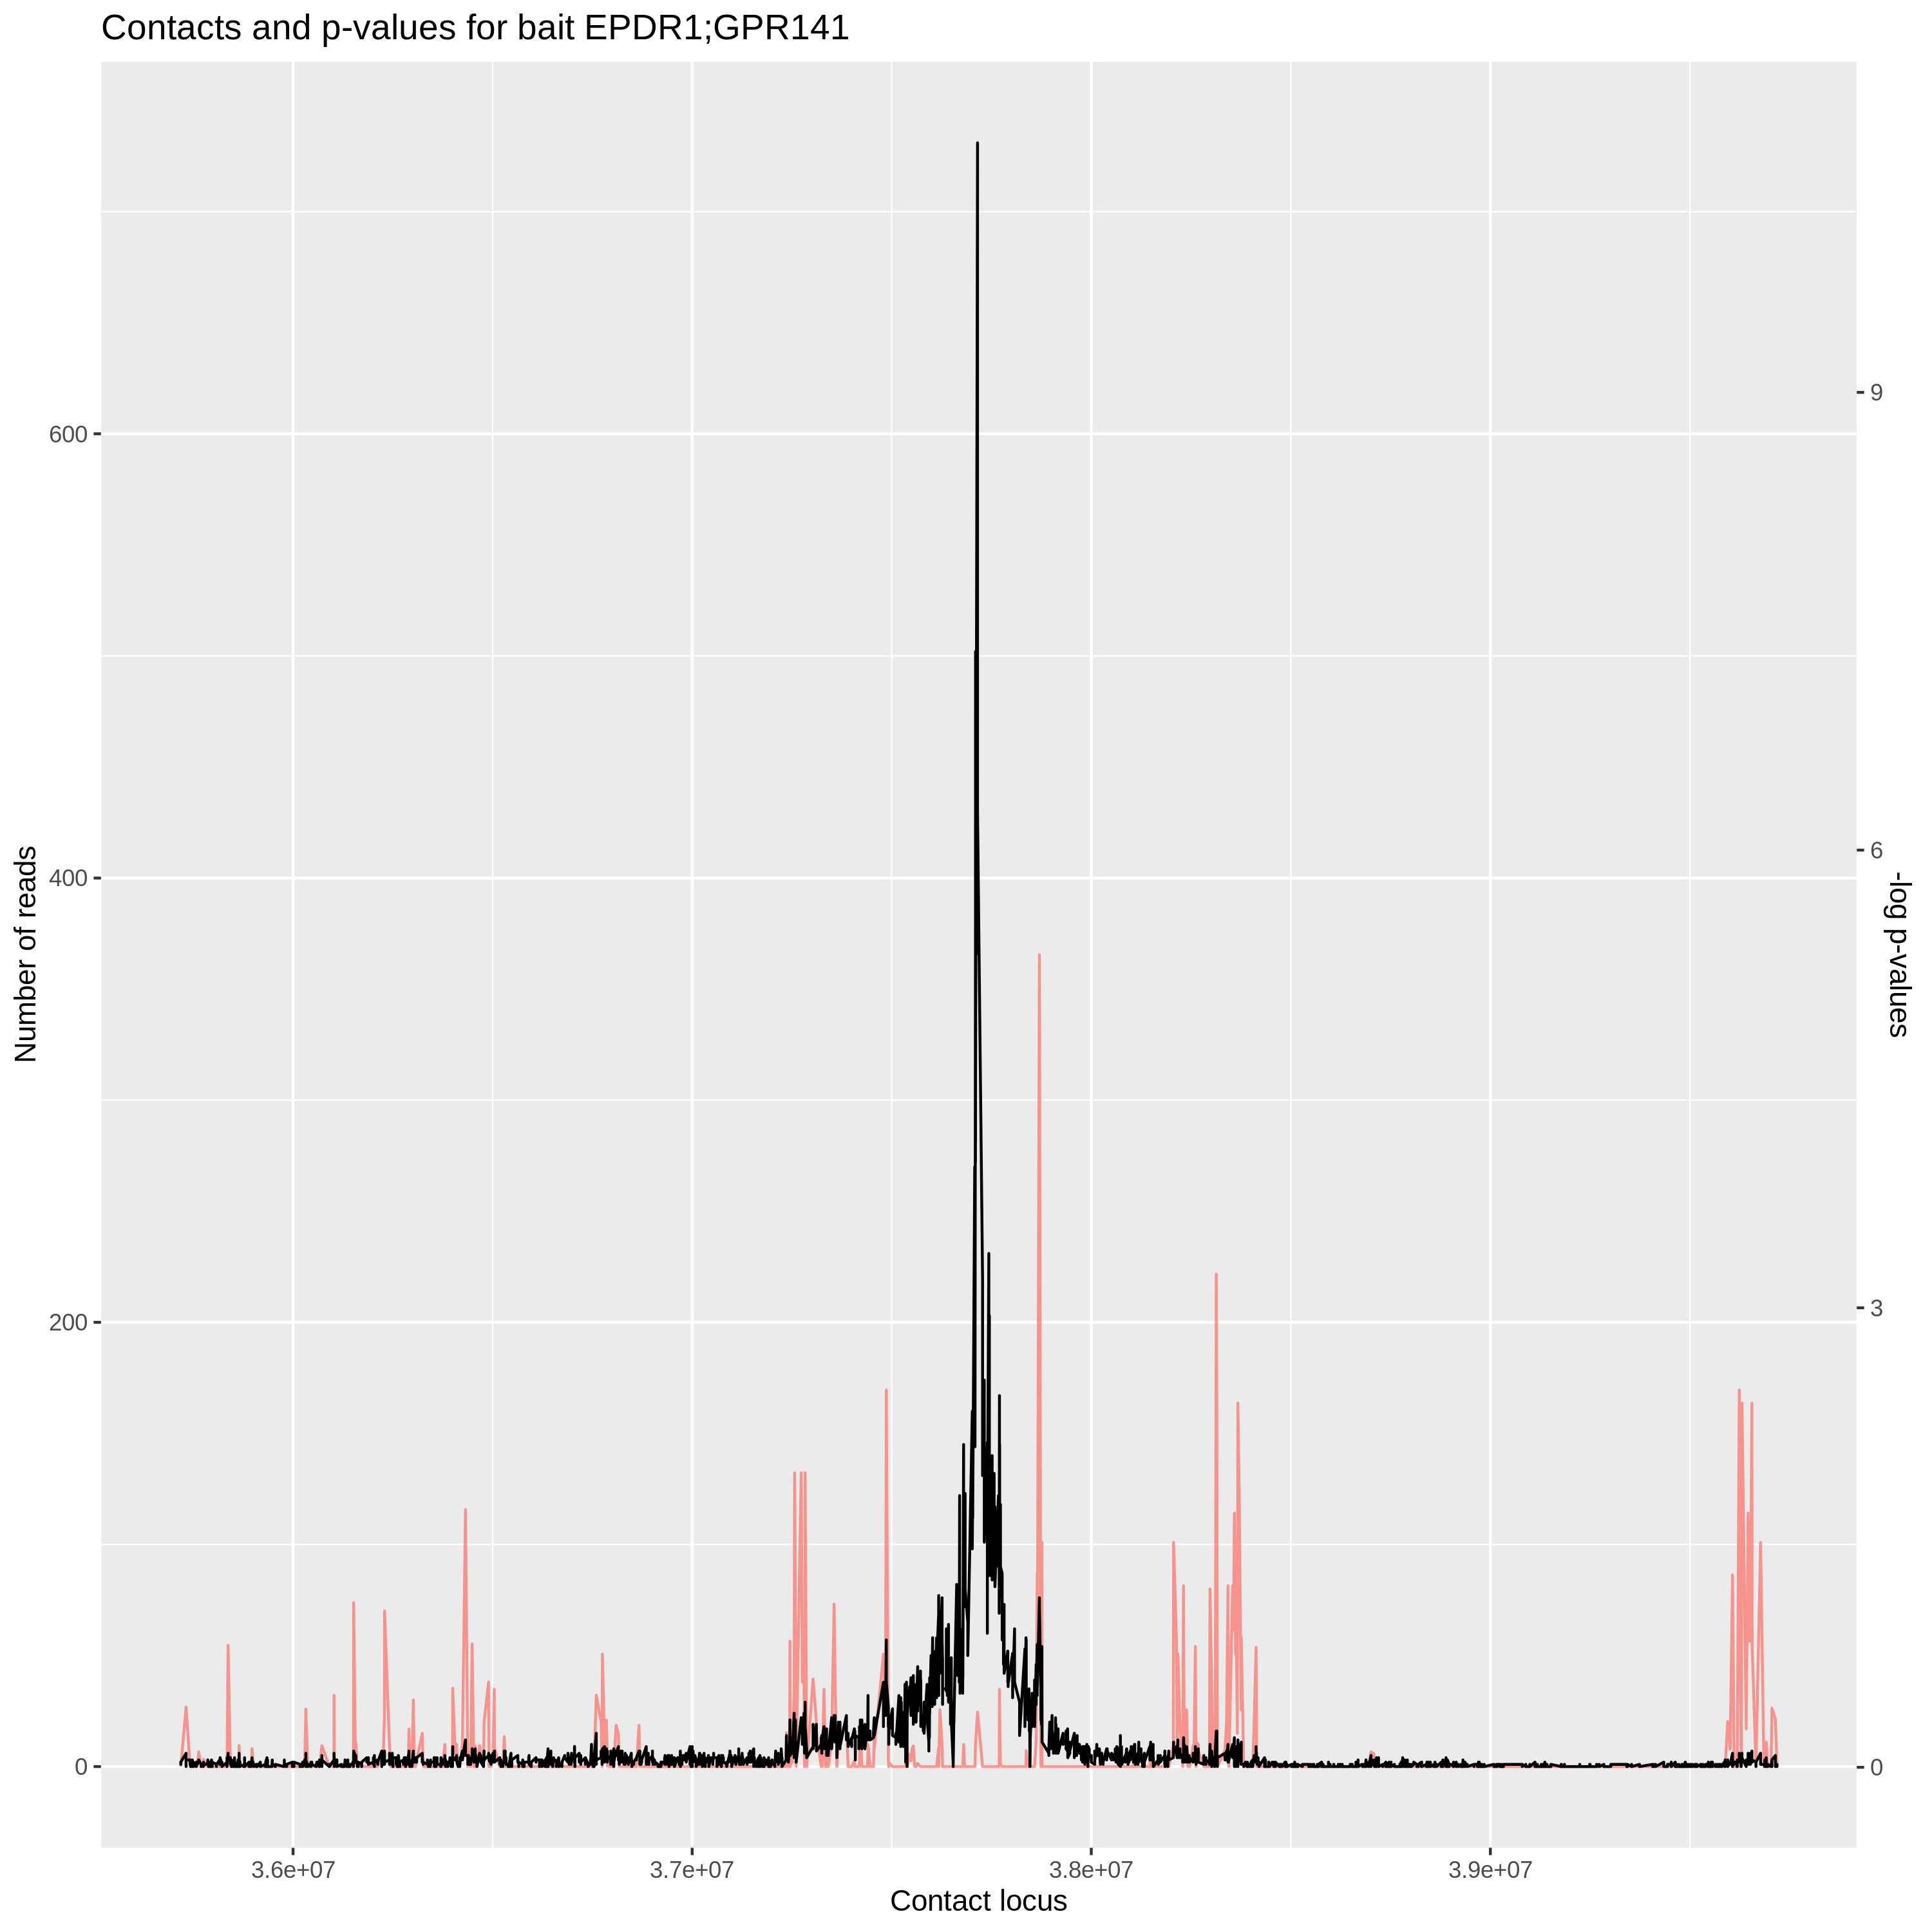 Contacts and p-values for bait EPDR1;GPR141
600
400
200
0
Number of reads
9
6
3
0
-log p-values
3.6e+07
3.7e+07
3.8e+07
3.9e+07
Contact locus